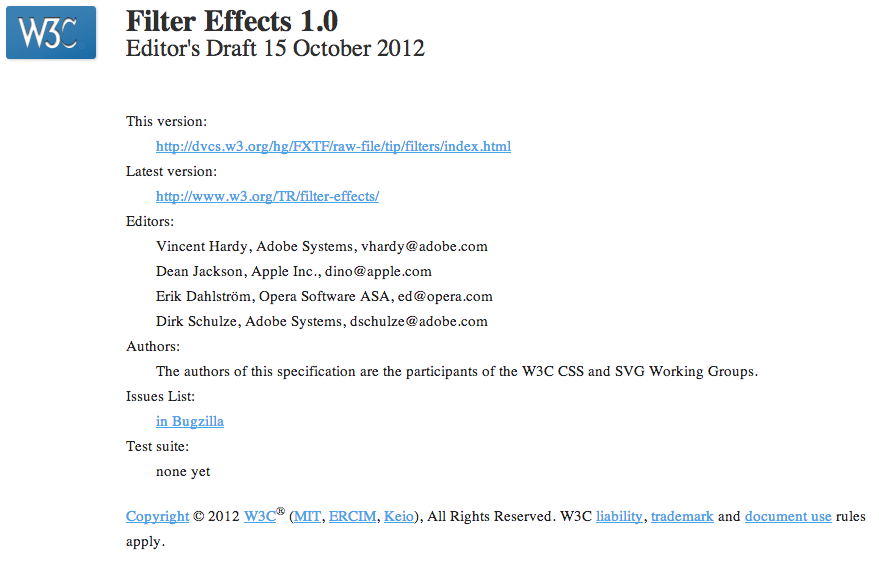 W3C
Filter Effects 1.0
Editor's Draft 15 October 2012
This version:
http://dvcs.w3.org/hg/FXTF/raw-file/tip/filters/index.html
Latest version:
http://www.w3.org/TR/filter-effects/
Editors:
Vincent Hardy, Adobe Systems, vhardy@adobe.com
Dean Jackson, Apple Inc., dino@apple.com
Erik Dahlström, Opera Software ASA, ed@opera.com
Dirk Schulze, Adobe Systems, dschulze@adobe.com
Authors:
The authors of this specification are the participants of the W3C CSS and SVG Working Groups.
Issues List:
in Bugzilla
Test suite:
none yet
Copyright © 2012 W3C® (MIT, ERCIM, Keio), All Rights Reserved. W3C liability, trademark and document use rules
apply.